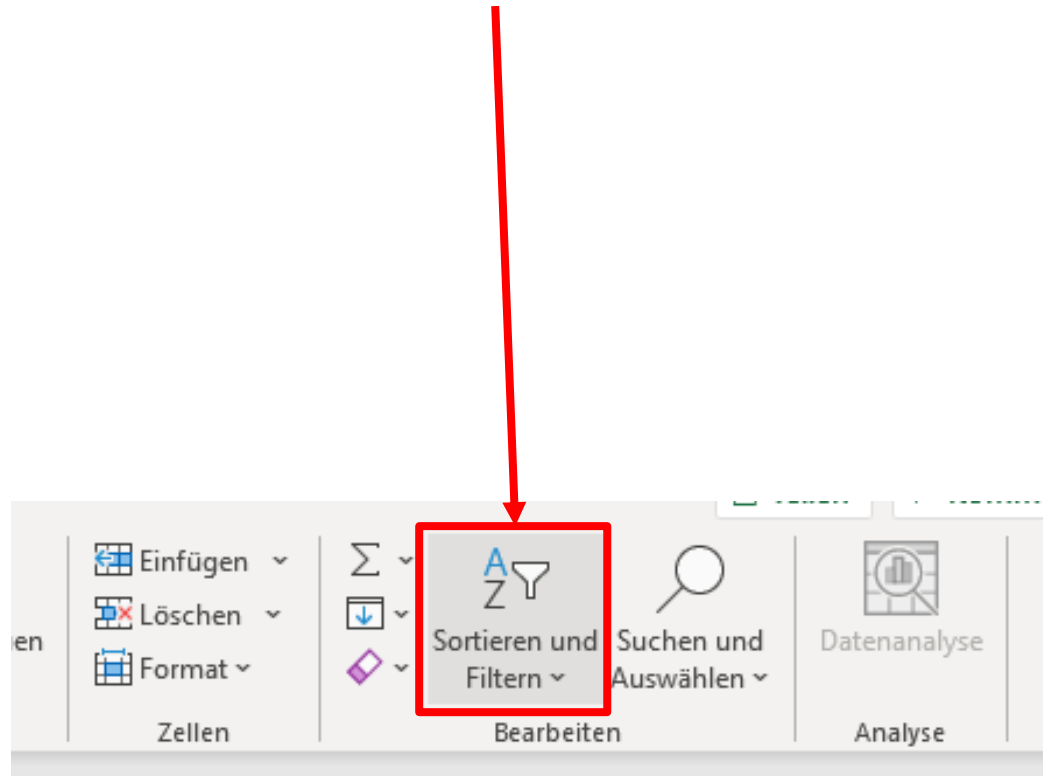 Einfügen
Löschen
Format
Zellen
en
Σ
A
Z
Sortieren und
Filtern
Suchen und
Auswählen
Bearbeiten
Datenanalyse
Analyse